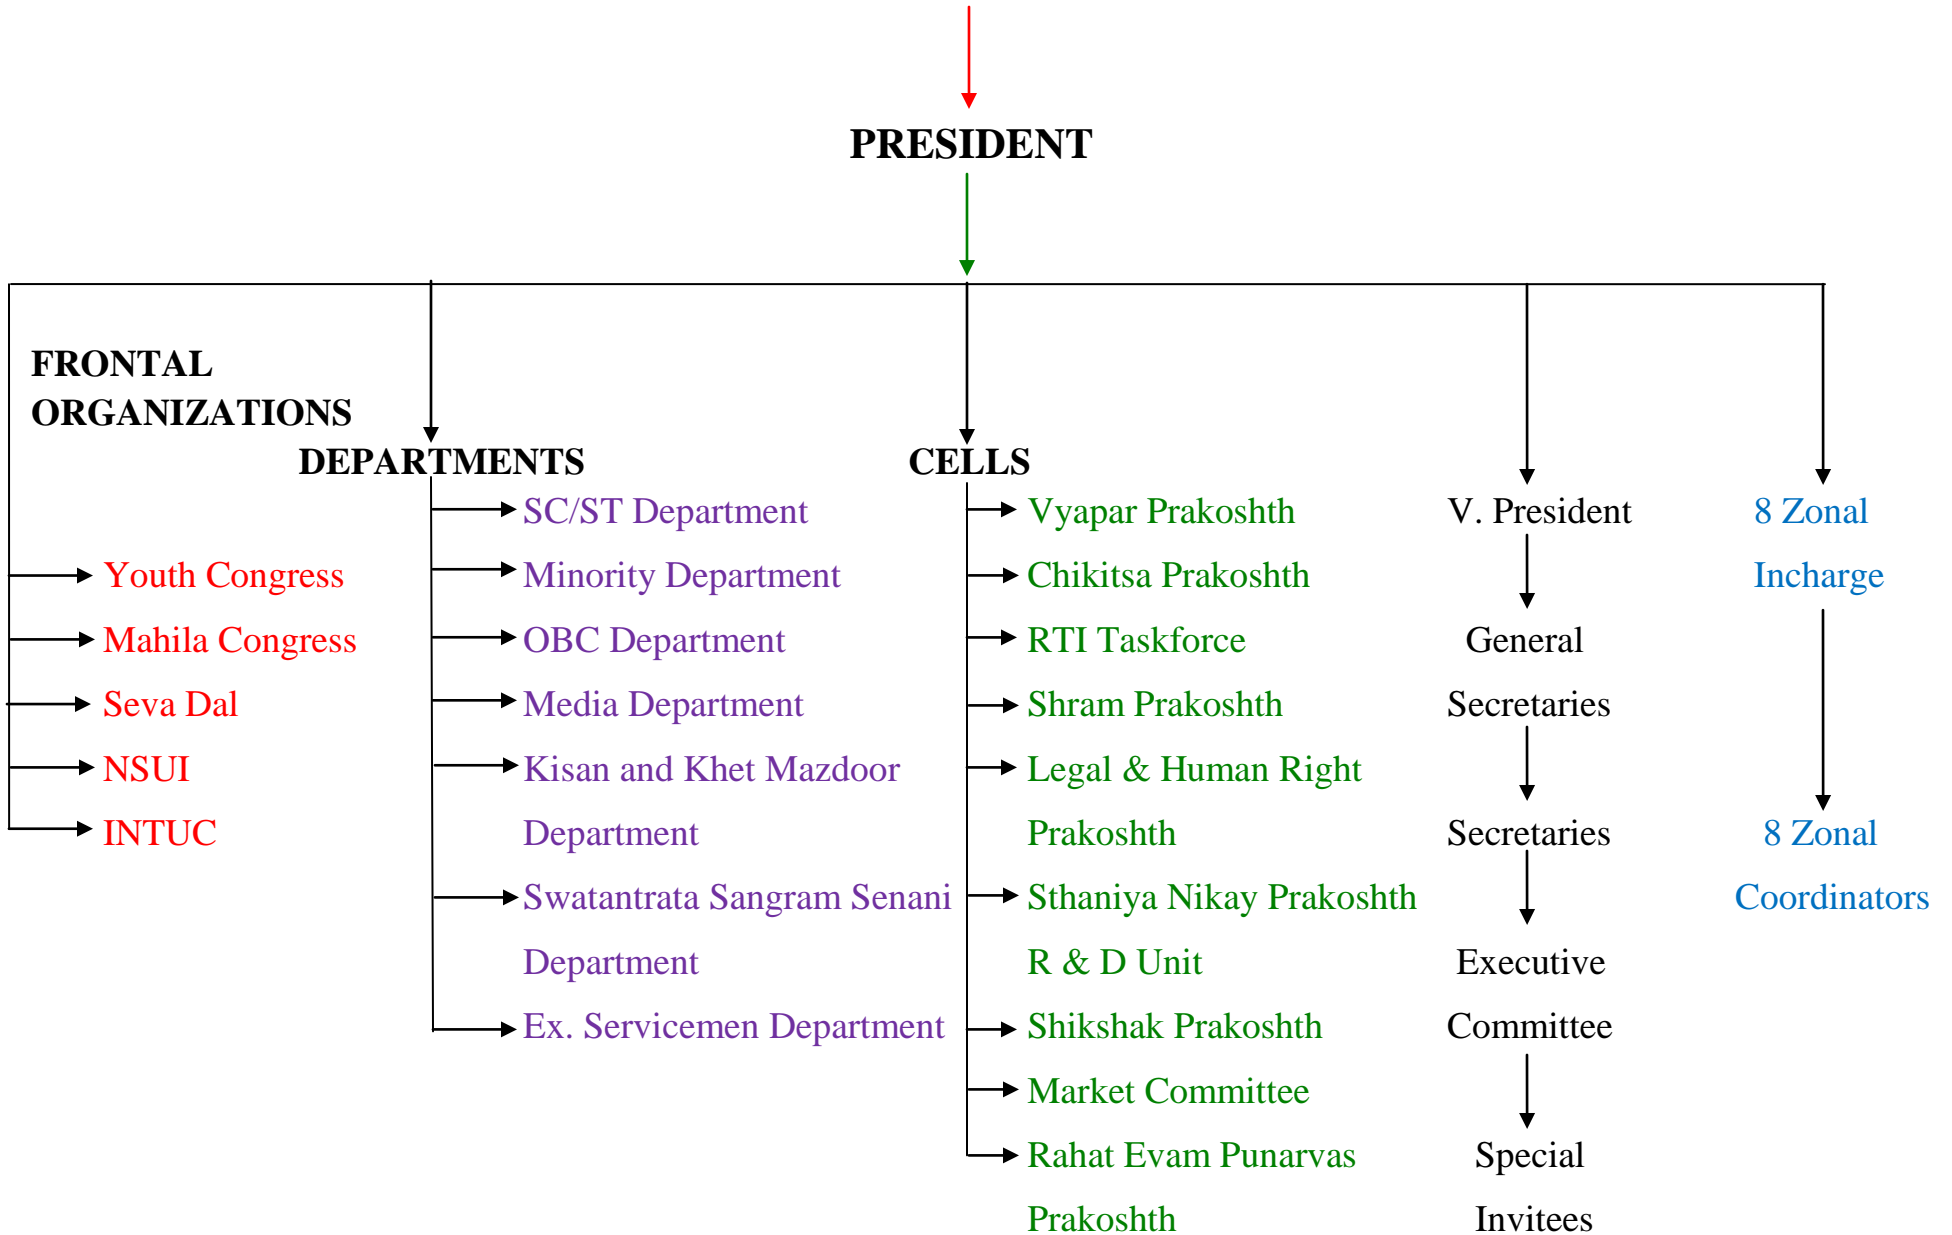 PRESIDENT
FRONTAL
ORGANIZATIONS
Youth Congress
Mahila Congress
Seva Dal
NSUI
INTUC
DEPARTMENTS
SC/ST Department
Minority Department
OBC Department
Media Department
Kisan and Khet Mazdoor
Department
Swatantrata Sangram Senani
Department
Ex. Servicemen Department
CELLS
Vyapar Prakoshth
Chikitsa Prakoshth
RTI Taskforce
Shram Prakoshth
Legal & Human Right
Prakoshth
Sthaniya Nikay Prakoshth
R & D Unit
Shikshak Prakoshth
Market Committee
Rahat Evam Punarvas
Prakoshth
V. President
General
Secretaries
Secretaries
Executive
Committee
Special
Invitees
8 Zonal
Incharge
8 Zonal
Coordinators